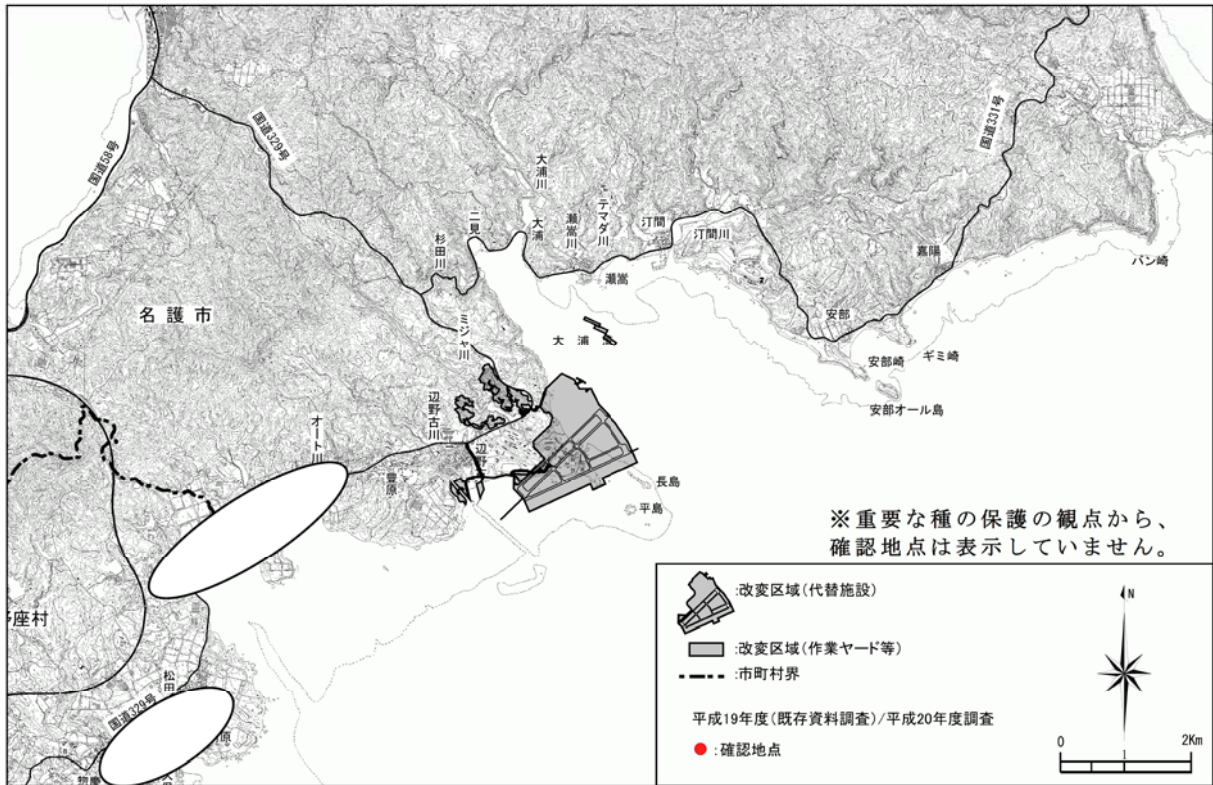 国道58号
国道329号
国道331号
大浦川
大浦
瀬嵩川
テマダ川
汀間
汀間川
二見
杉田川
瀬嵩
嘉陽
バン崎
名護市
ミジャ川
大浦
安部
安部崎
ギミ崎
安部オール島
辺野古川
オート川
辺野
豊原
長島
平島
※重要な種の保護の観点から、
確認地点は表示していません。
座村
松田
国道329号
原
惣慶
:改変区域(代替施設)
:改変区域(作業ヤード等)
:市町村界
平成19年度(既存資料調査)/平成20年度調査
:確認地点
N
0 1 2Km